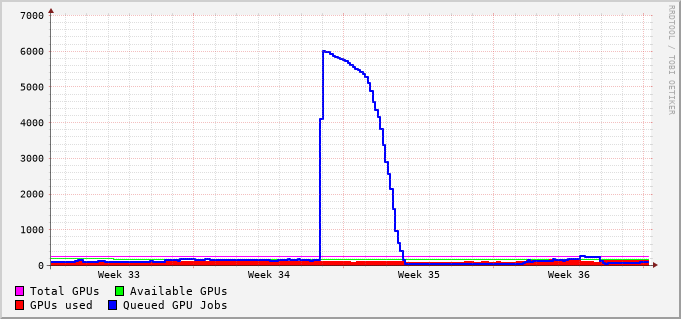 7000
6000
5000
4000
3000
2000
1000
0
Week 33 Week 34 Week 35 Week 36
Total GPUs Available GPUs
GPUs used Queued GPU Jobs
RRDTOOL / TOBI OETIKER